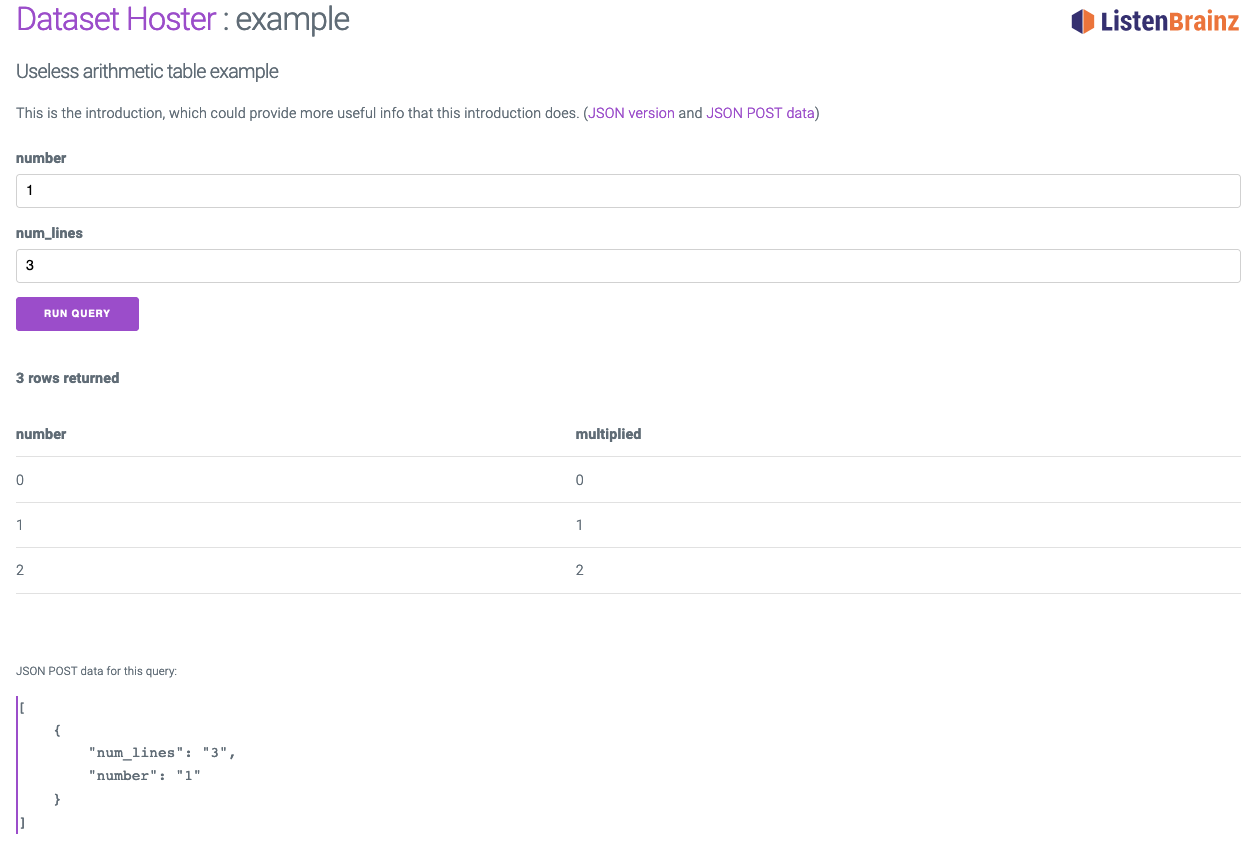 Dataset Hoster : example
ListenBrainz
Useless arithmetic table example
This is the introduction, which could provide more useful info that this introduction does. (JSON version and JSON POST data)
number
1
num_lines
3
RUN QUERY
3 rows returned
number multiplied
0 0
1 1
2 2
JSON POST data for this query:
[
    {
        "num_lines": "3",
        "number": "1"
    }
]